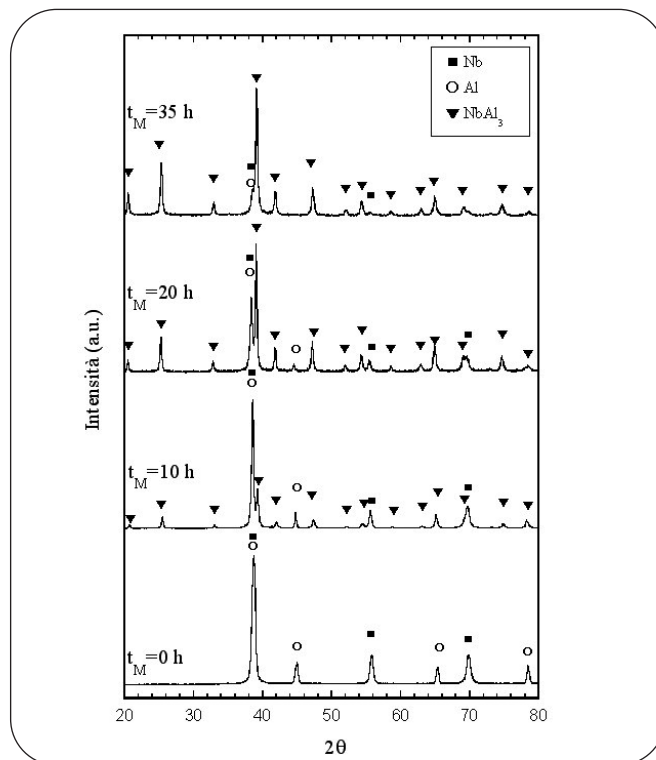 Nb
Al
NbAl3
tM=35 h
tM=20 h
tM=10 h
tM=0 h
Intensità (a.u.)
20 30 40 50 60 70 80
2θ